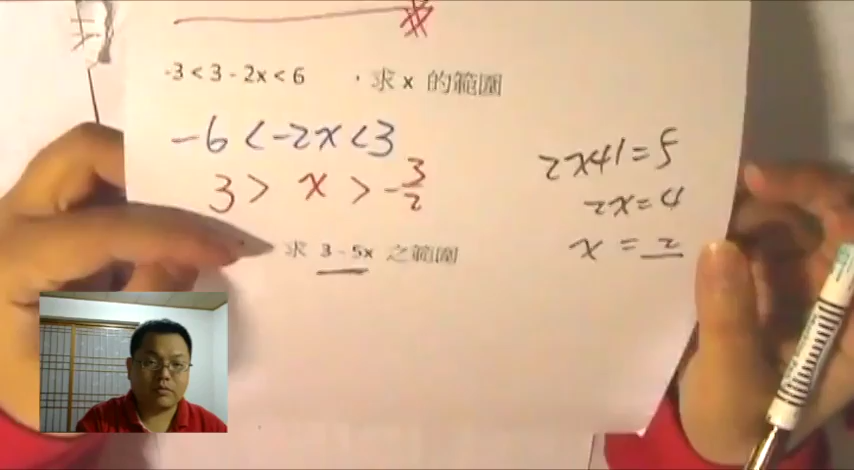 -3 < 3 - 2x < 6 ，求 x 的範圍
-6 < -2x < 3
3 > x > -3/2
求 3 - 5x 之範圍
2x+1=5
2x=4
x=2